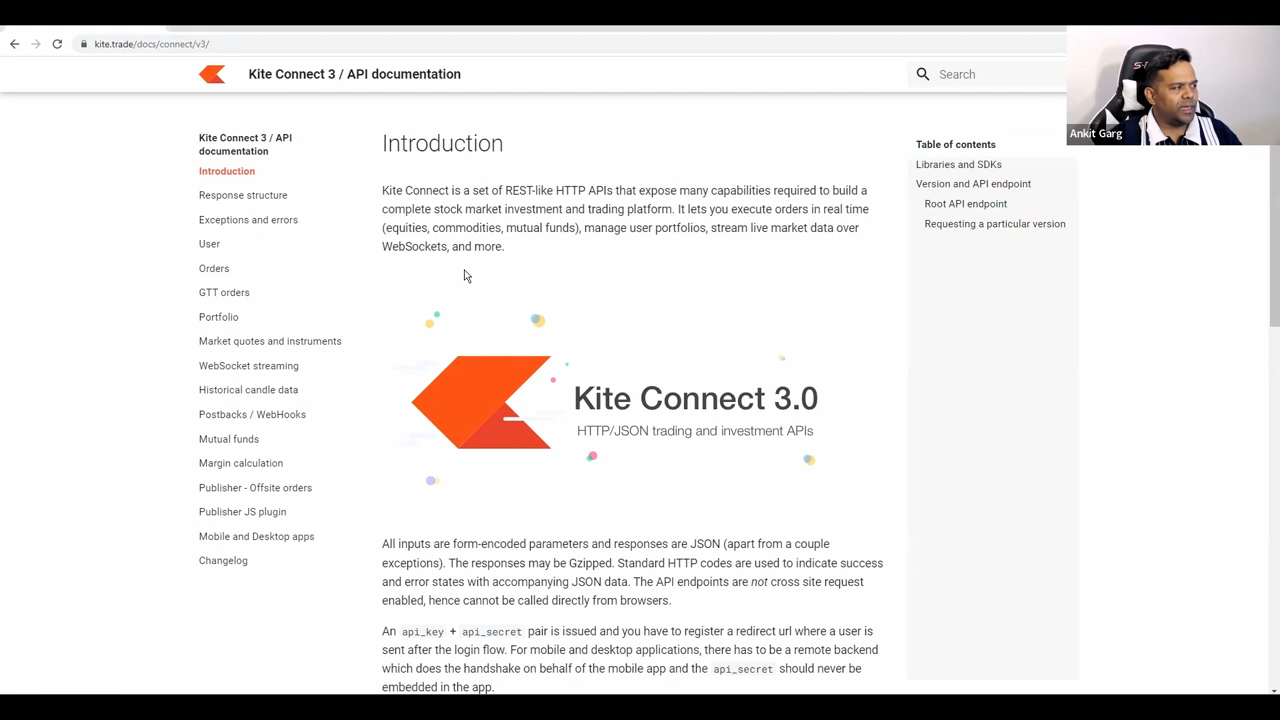 kite.trade/docs/connect/v3/
Kite Connect 3 / API documentation
Search
Ankit Garg
Kite Connect 3 / API
documentation
Introduction
Response structure
Exceptions and errors
User
Orders
GTT orders
Portfolio
Market quotes and instruments
WebSocket streaming
Historical candle data
Postbacks / WebHooks
Mutual funds
Margin calculation
Publisher - Offsite orders
Publisher JS plugin
Mobile and Desktop apps
Changelog
Introduction
Kite Connect is a set of REST-like HTTP APIs that expose many capabilities required to build a
complete stock market investment and trading platform. It lets you execute orders in real time
(equities, commodities, mutual funds), manage user portfolios, stream live market data over
WebSockets, and more.
Kite Connect 3.0
HTTP/JSON trading and investment APIs
All inputs are form-encoded parameters and responses are JSON (apart from a couple
exceptions). The responses may be Gzipped. Standard HTTP codes are used to indicate success
and error states with accompanying JSON data. The API endpoints are not cross site request
enabled, hence cannot be called directly from browsers.
An api_key + api_secret pair is issued and you have to register a redirect url where a user is
sent after the login flow. For mobile and desktop applications, there has to be a remote backend
which does the handshake on behalf of the mobile app and the api_secret should never be
embedded in the app.
Table of contents
Libraries and SDKs
Version and API endpoint
Root API endpoint
Requesting a particular version